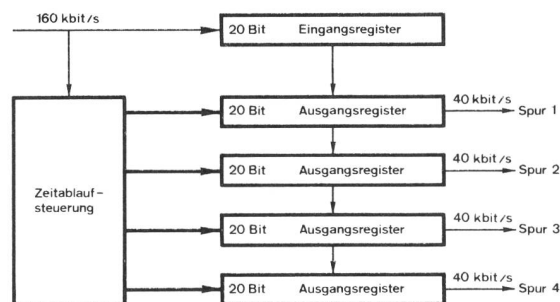 160 kbit/s
20 Bit Eingangsregister
20 Bit Ausgangsregister
40 kbit/s
Spur 1
20 Bit Ausgangsregister
40 kbit/s
Spur 2
Zeitablauf-
steuerung
20 Bit Ausgangsregister
40 kbit/s
Spur 3
20 Bit Ausgangsregister
40 kbit/s
Spur 4